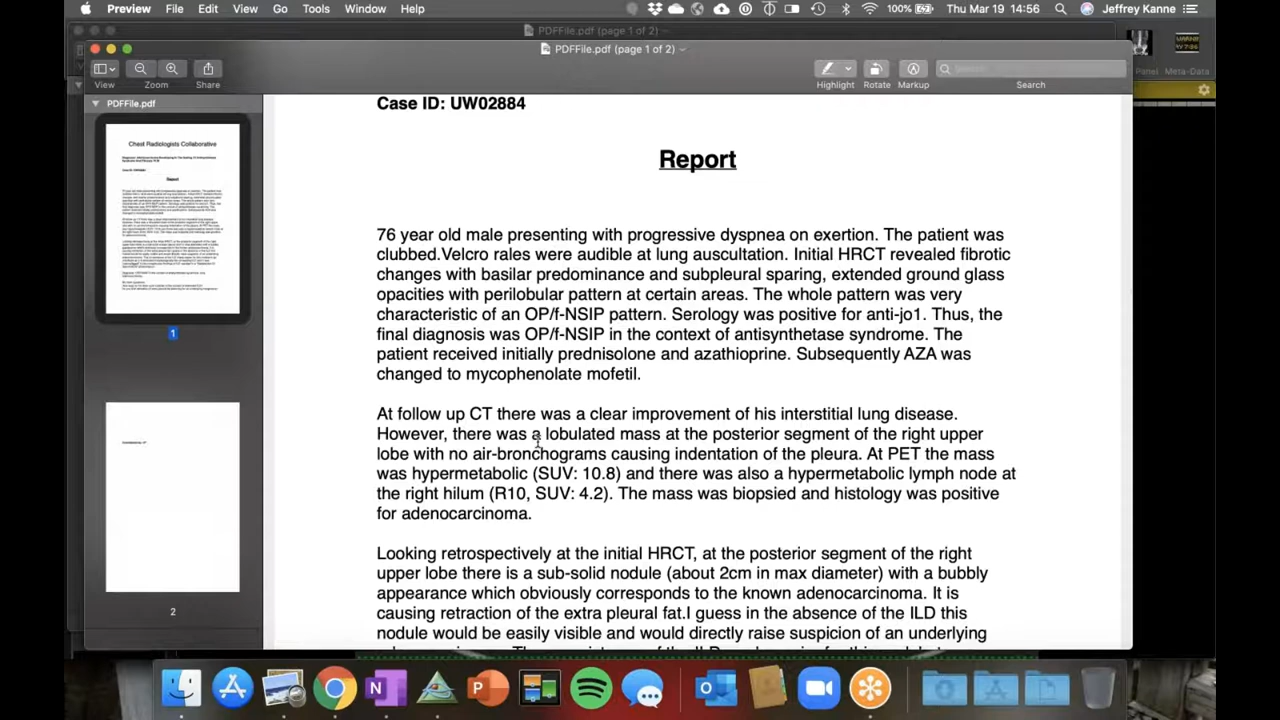 Preview File Edit View Go Tools Window Help
100% Thu Mar 19 14:56 Jeffrey Kanne
PDFFile.pdf (page 1 of 2)
PDFFile.pdf (page 1 of 2)
View Zoom Share Highlight Rotate Markup Search
Panel Meta-Data
PDFFile.pdf
Chest Radiologists Collaborative
Report
1
2
Case ID: UW02884
Report
76 year old male presenting with progressive dyspnea on exertion. The patient was
clubbed.Velcro rales were audible at lung auscultation. Initial HRCT revealed fibrotic
changes with basilar predominance and subpleural sparing, extended ground glass
opacities with perilobular pattern at certain areas. The whole pattern was very
characteristic of an OP/f-NSIP pattern. Serology was positive for anti-jo1. Thus, the
final diagnosis was OP/f-NSIP in the context of antisynthetase syndrome. The
patient received initially prednisolone and azathioprine. Subsequently AZA was
changed to mycophenolate mofetil.
At follow up CT there was a clear improvement of his interstitial lung disease.
However, there was a lobulated mass at the posterior segment of the right upper
lobe with no air-bronchograms causing indentation of the pleura. At PET the mass
was hypermetabolic (SUV: 10.8) and there was also a hypermetabolic lymph node at
the right hilum (R10, SUV: 4.2). The mass was biopsied and histology was positive
for adenocarcinoma.
Looking retrospectively at the initial HRCT, at the posterior segment of the right
upper lobe there is a sub-solid nodule (about 2cm in max diameter) with a bubbly
appearance which obviously corresponds to the known adenocarcinoma. It is
causing retraction of the extra pleural fat.I guess in the absence of the ILD this
nodule would be easily visible and would directly raise suspicion of an underlying